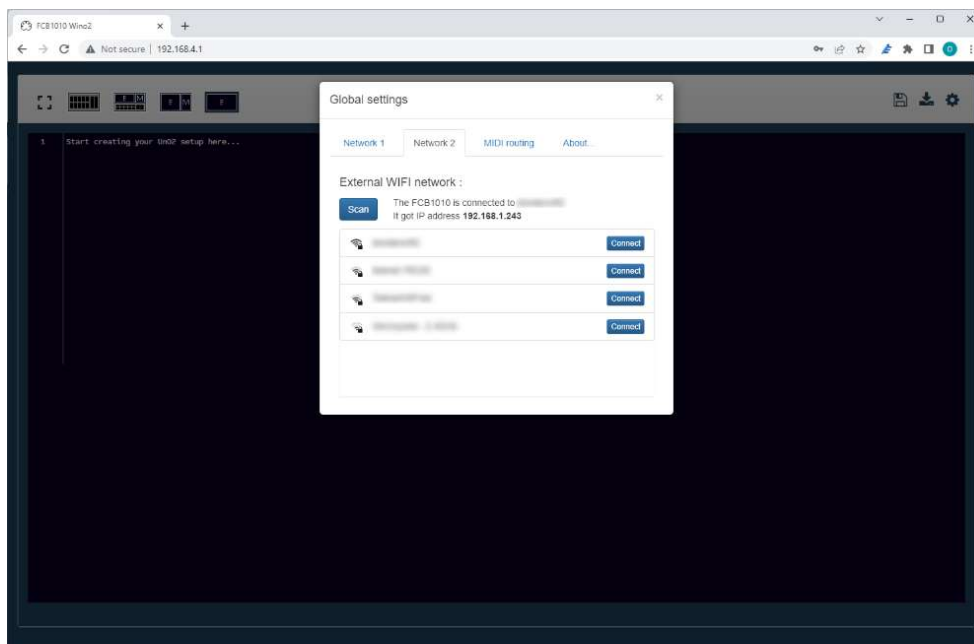 FCB1010 Wino2
Not secure | 192.168.4.1
F M
F M
F
Global settings
Network 1 Network 2 MIDI routing About...
1 Start creating your UnO2 setup here...
External WIFI network :
Scan
The FCB1010 is connected to
It got IP address 192.168.1.243
Connect
Connect
Connect
Connect